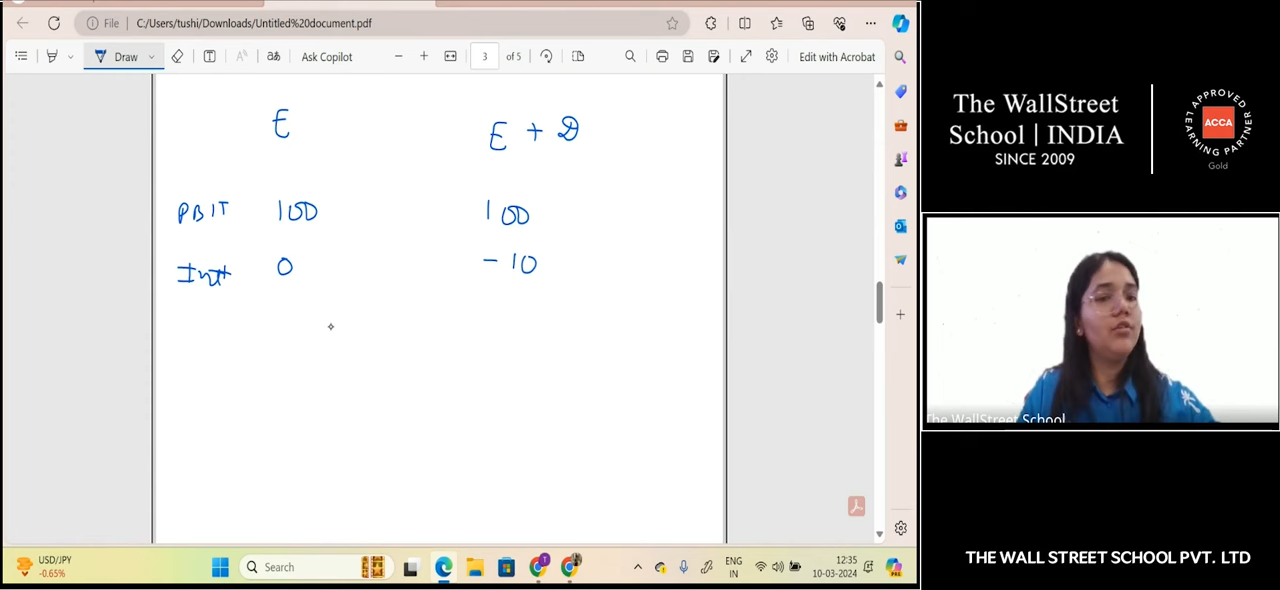 File C:/Users/tushi/Downloads/Untitled%20document.pdf
Draw Ask Copilot 3 of 5 Edit with Acrobat
E E + D
PBIT 100 100
Int 0 - 10
The WallStreet
School | INDIA
SINCE 2009
APPROVED
ACCA
LEARNING PARTNER
Gold
The WallStreet School
THE WALL STREET SCHOOL PVT. LTD
USD/JPY
-0.65%
Search
ENG
IN
12:35
10-03-2024